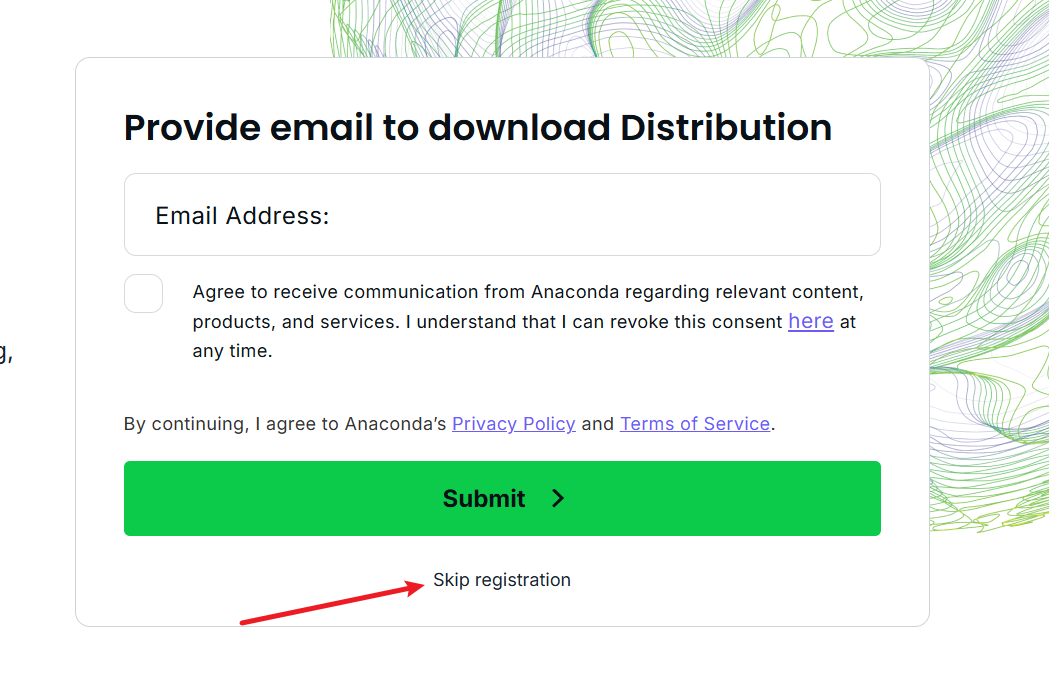 Provide email to download Distribution
Email Address:
Agree to receive communication from Anaconda regarding relevant content,
products, and services. I understand that I can revoke this consent here at
g,
any time.
By continuing, I agree to Anaconda’s Privacy Policy and Terms of Service.
Submit
Skip registration